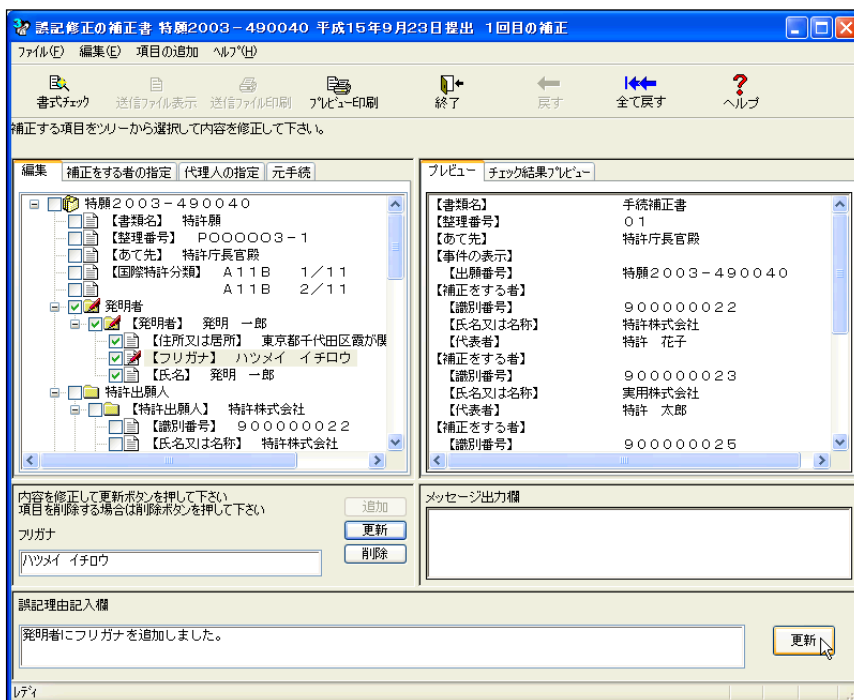 誤記修正の補正書 特願2003－490040 平成15年9月23日提出 1回目の補正
ファイル(F) 編集(E) 項目の追加 ヘルプ(H)
書式チェック 送信ファイル表示 送信ファイル印刷 プレビュー印刷 終了 戻す 全て戻す ヘルプ
補正する項目をツリーから選択して内容を修正して下さい。
編集 補正をする者の指定 代理人の指定 元手続
特願２００３－４９００４０
【書類名】 特許願
【整理番号】 Ｐ０００００３－１
【あて先】 特許庁長官殿
【国際特許分類】 Ａ１１Ｂ １／１１
Ａ１１Ｂ ２／１１
発明者
【発明者】 発明 一郎
【住所又は居所】 東京都千代田区霞が関
【フリガナ】 ハツメイ イチロウ
【氏名】 発明 一郎
特許出願人
【特許出願人】 特許株式会社
【識別番号】 ９００００００２２
【氏名又は名称】 特許株式会社
プレビュー チェック結果プレビュー
【書類名】 手続補正書
【整理番号】 ０１
【あて先】 特許庁長官殿
【事件の表示】
【出願番号】 特願２００３－４９００４０
【補正をする者】
【識別番号】 ９００００００２２
【氏名又は名称】 特許株式会社
【代表者】 特許 花子
【補正をする者】
【識別番号】 ９００００００２３
【氏名又は名称】 実用株式会社
【代表者】 特許 太郎
【補正をする者】
【識別番号】 ９００００００２５
内容を修正して更新ボタンを押して下さい
項目を削除する場合は削除ボタンを押して下さい
追加
更新
削除
フリガナ
ハツメイ イチロウ
メッセージ出力欄
誤記理由記入欄
発明者にフリガナを追加しました。
更新
レディ